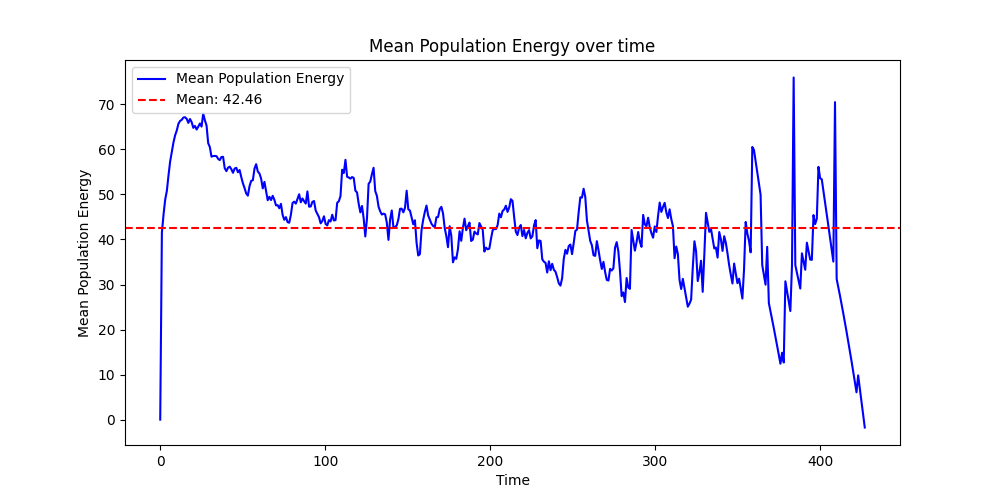 Mean Population Energy over time
Mean Population Energy
Mean: 42.46
70
60
50
40
30
20
10
0
Mean Population Energy
0 100 200 300 400
Time